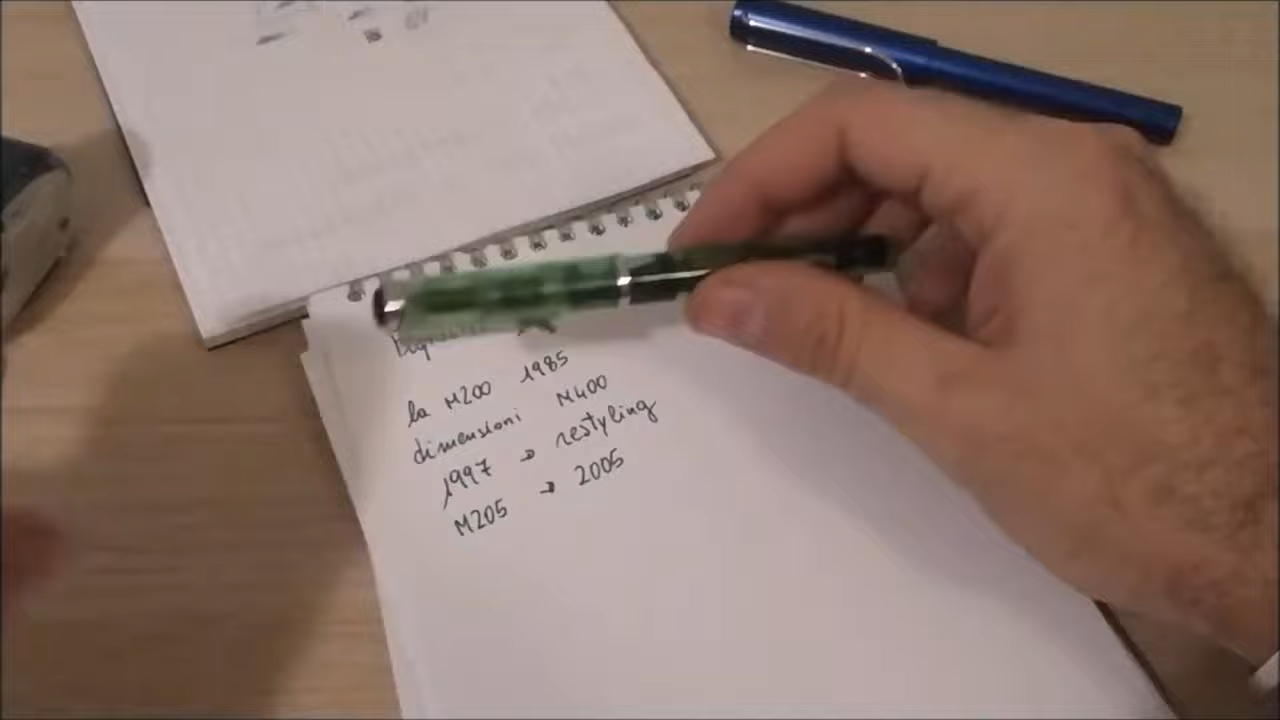 la M200 1985
dimensioni M400
1997 → restyling
M205 → 2005